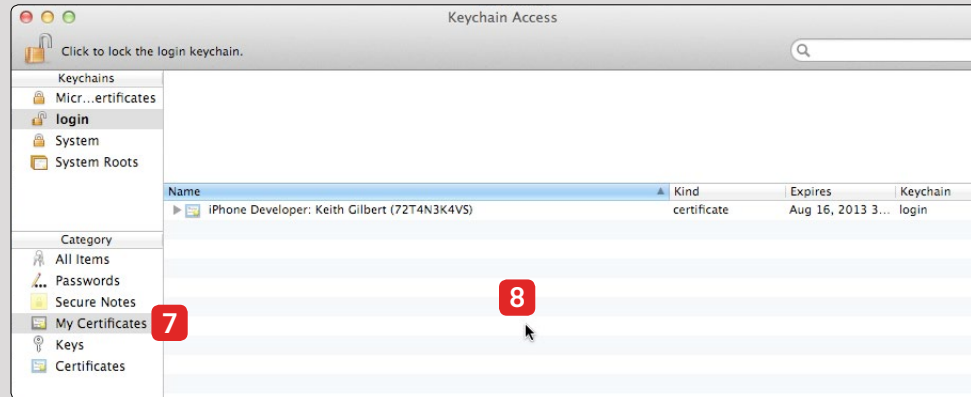 Keychain Access
Click to lock the login keychain.
Keychains
Micr...ertificates
login
System
System Roots
Name Kind Expires Keychain
iPhone Developer: Keith Gilbert (72T4N3K4VS) certificate Aug 16, 2013 3... login
Category
All Items
Passwords
Secure Notes
My Certificates 7
8
Keys
Certificates